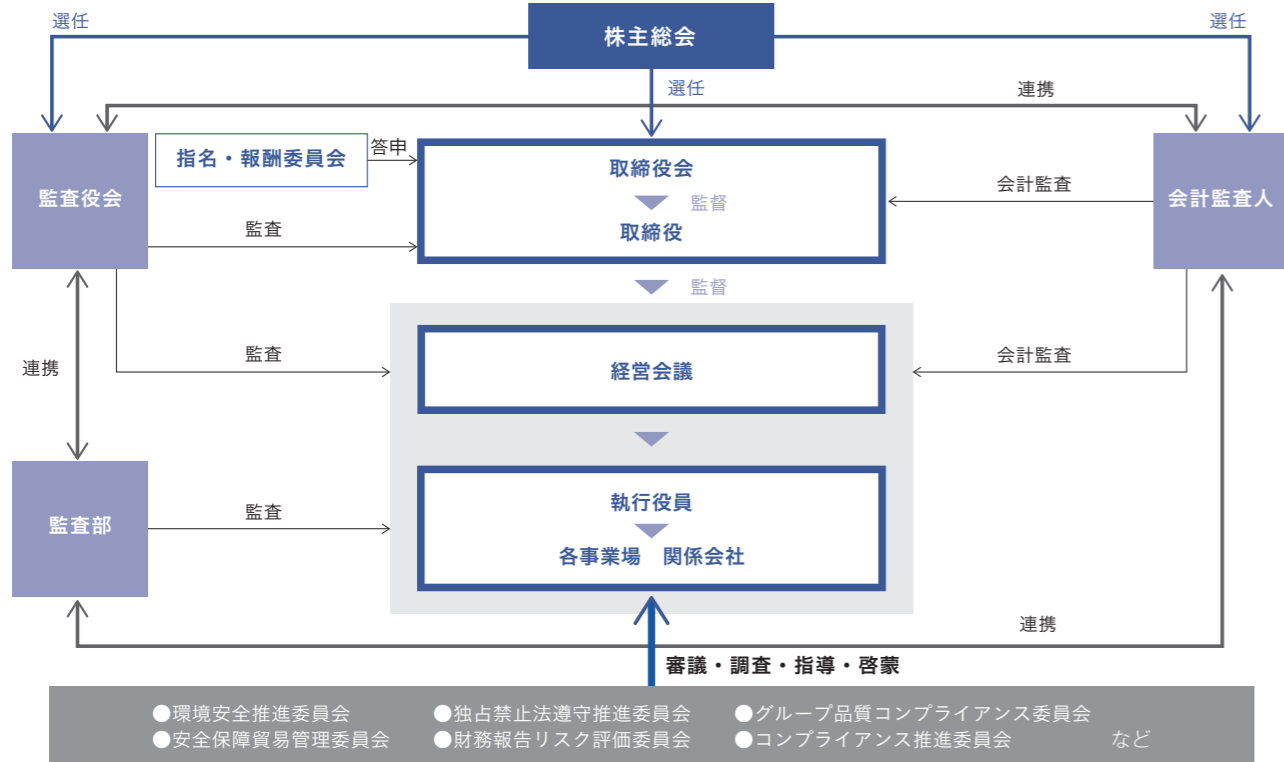 選任
株主総会
選任
選任
連携
指名・報酬委員会
答申
取締役会
監督
取締役
監査役会
会計監査
会計監査人
監査
監督
監査
経営会議
会計監査
連携
監査部
監査
執行役員
各事業場　関係会社
連携
審議・調査・指導・啓蒙
●環境安全推進委員会　●独占禁止法遵守推進委員会　●グループ品質コンプライアンス委員会
●安全保障貿易管理委員会　●財務報告リスク評価委員会　●コンプライアンス推進委員会　など